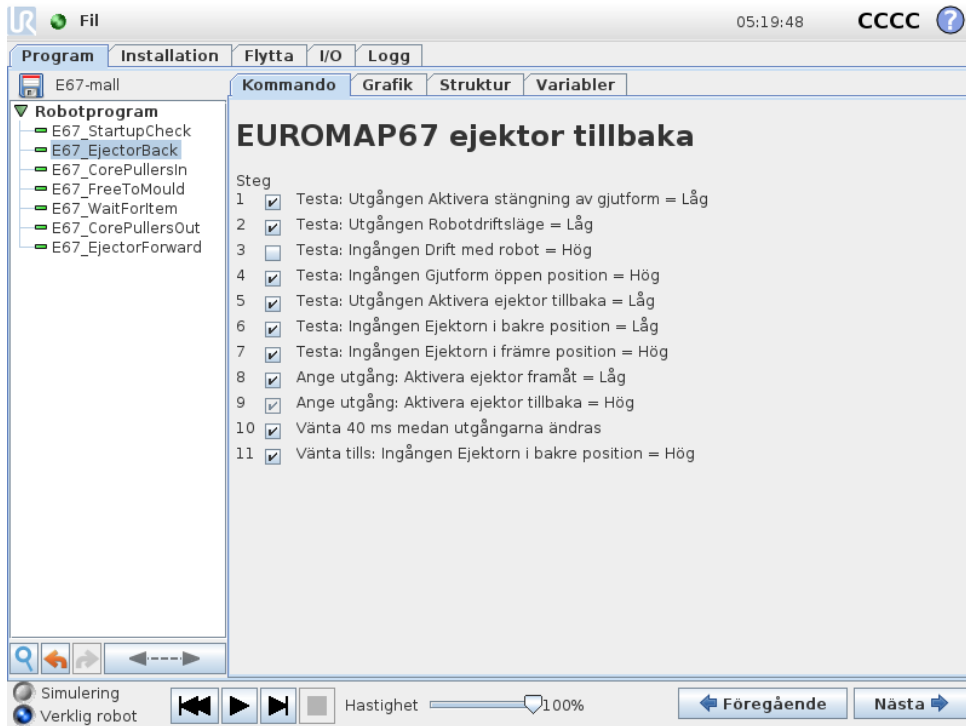 UR Fil 05:19:48 CCCC ?
Program Installation Flytta I/O Logg
E67-mall
Kommando Grafik Struktur Variabler
Robotprogram
E67_StartupCheck
E67_EjectorBack
E67_CorePullersIn
E67_FreeToMould
E67_WaitForItem
E67_CorePullersOut
E67_EjectorForward
EUROMAP67 ejektor tillbaka
Steg
1 Testa: Utgången Aktivera stängning av gjutform = Låg
2 Testa: Utgången Robotdriftsläge = Låg
3 Testa: Ingången Drift med robot = Hög
4 Testa: Ingången Gjutform öppen position = Hög
5 Testa: Utgången Aktivera ejektor tillbaka = Låg
6 Testa: Ingången Ejektorn i bakre position = Låg
7 Testa: Ingången Ejektorn i främre position = Hög
8 Ange utgång: Aktivera ejektor framåt = Låg
9 Ange utgång: Aktivera ejektor tillbaka = Hög
10 Vänta 40 ms medan utgångarna ändras
11 Vänta tills: Ingången Ejektorn i bakre position = Hög
Simulering
Verklig robot
Hastighet 100%
Föregående Nästa